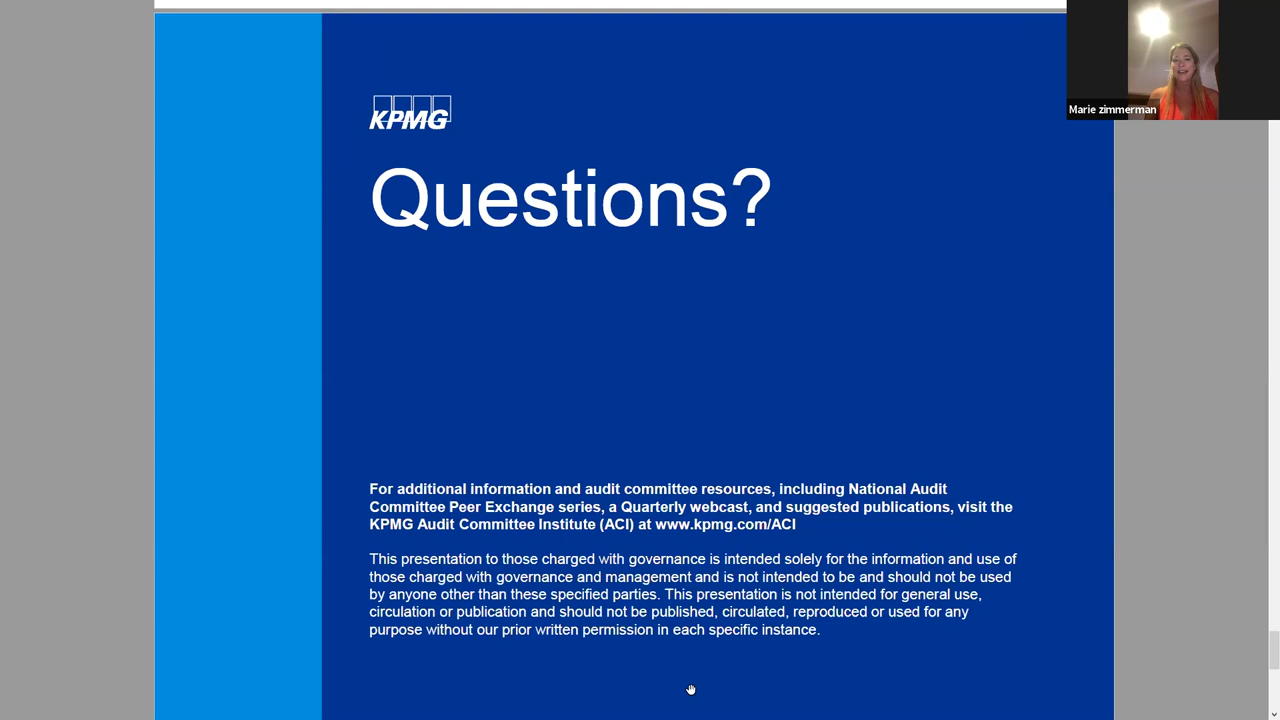 Marie zimmerman
KPMG
Questions?
For additional information and audit committee resources, including National Audit
Committee Peer Exchange series, a Quarterly webcast, and suggested publications, visit the
KPMG Audit Committee Institute (ACI) at www.kpmg.com/ACI
This presentation to those charged with governance is intended solely for the information and use of
those charged with governance and management and is not intended to be and should not be used
by anyone other than these specified parties. This presentation is not intended for general use,
circulation or publication and should not be published, circulated, reproduced or used for any
purpose without our prior written permission in each specific instance.